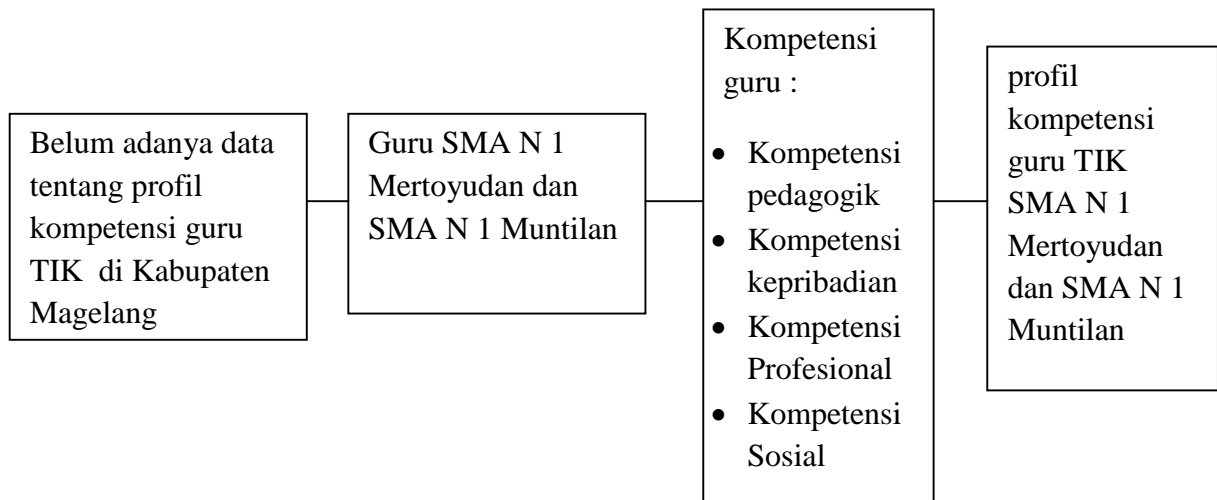 Belum adanya data
tentang profil
kompetensi guru
TIK  di Kabupaten
Magelang
Guru SMA N 1
Mertoyudan dan
SMA N 1 Muntilan
Kompetensi
guru :
• Kompetensi
pedagogik
• Kompetensi
kepribadian
• Kompetensi
Profesional
• Kompetensi
Sosial
profil
kompetensi
guru TIK
SMA N 1
Mertoyudan
dan SMA N 1
Muntilan